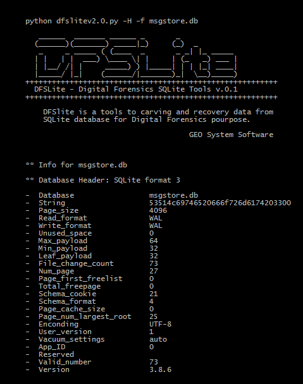 python dfslitev2.0.py -H -f msgstore.db
DFSLite - Digital Forensics SQLite Tools v.0.1
DFSlite is a tools to carving and recovery data from
SQLite database for Digital Forensics pourpose.
GEO System Software
** Info for msgstore.db
** Database Header: SQLite format 3
- Database msgstore.db
- String 53514c69746520666f726d6174203300
- Page_size 4096
- Read_format WAL
- Write_format WAL
- Unused_space 0
- Max_payload 64
- Min_payload 32
- Leaf_payload 32
- File_change_count 73
- Num_page 27
- Page_first_freelist 0
- Total_freepage 0
- Schema_cookie 21
- Schema_format 4
- Page_cache_size 0
- Page_num_largest_root 25
- Enconding UTF-8
- User_version 1
- Vacuum_settings auto
- App_ID 0
- Reserved
- Valid_number 73
- Version 3.8.6